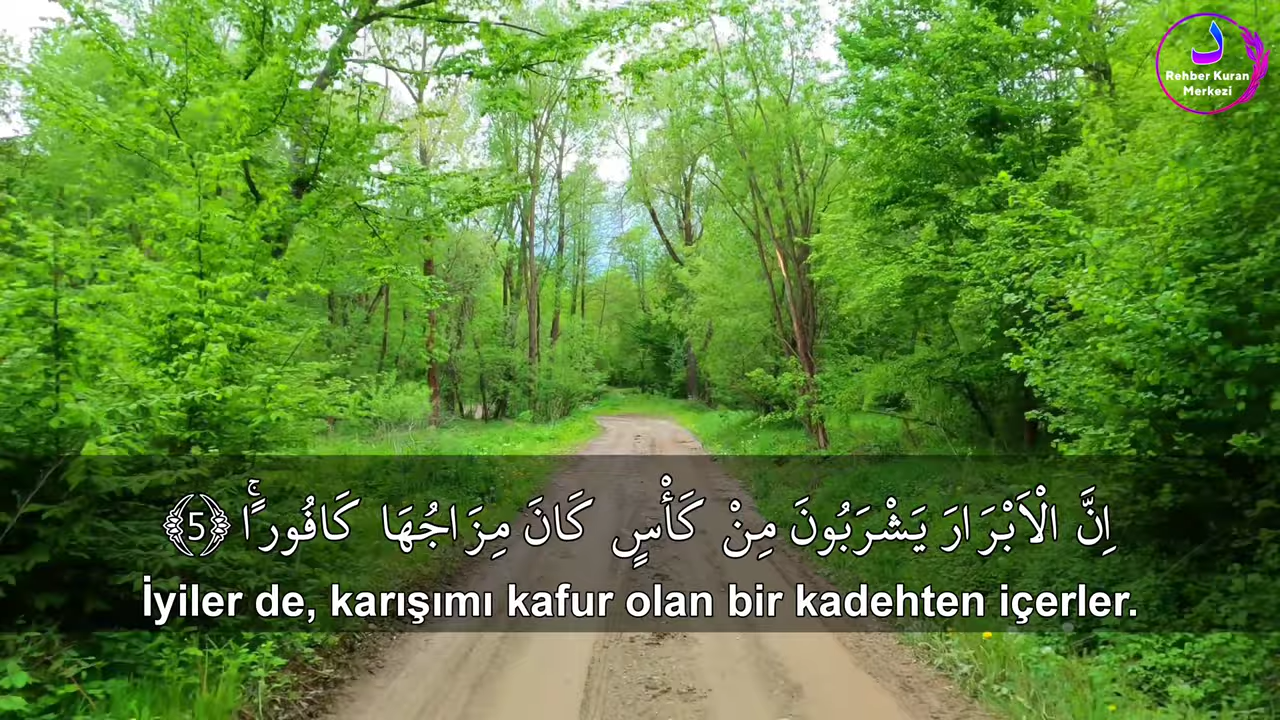 Rehber Kuran
Merkezi
اِنَّ الْاَبْرَارَ يَشْرَبُونَ مِنْ كَأْسٍ كَانَ مِزَاجُهَا كَافُورًاۚ ﴿5﴾
İyiler de, karışımı kafur olan bir kadehten içerler.